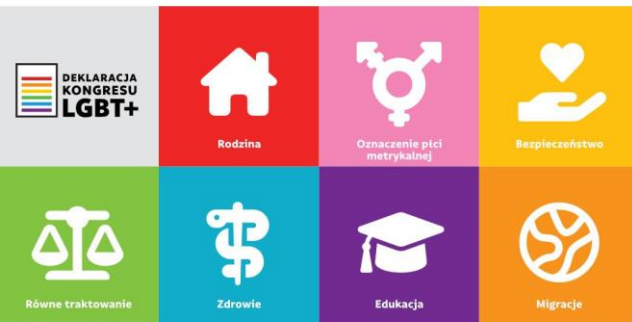 DEKLARACJA
KONGRESU
LGBT+
Rodzina
Oznaczenie płci
metrykalnej
Bezpieczeństwo
Równe traktowanie
Zdrowie
Edukacja
Migracje